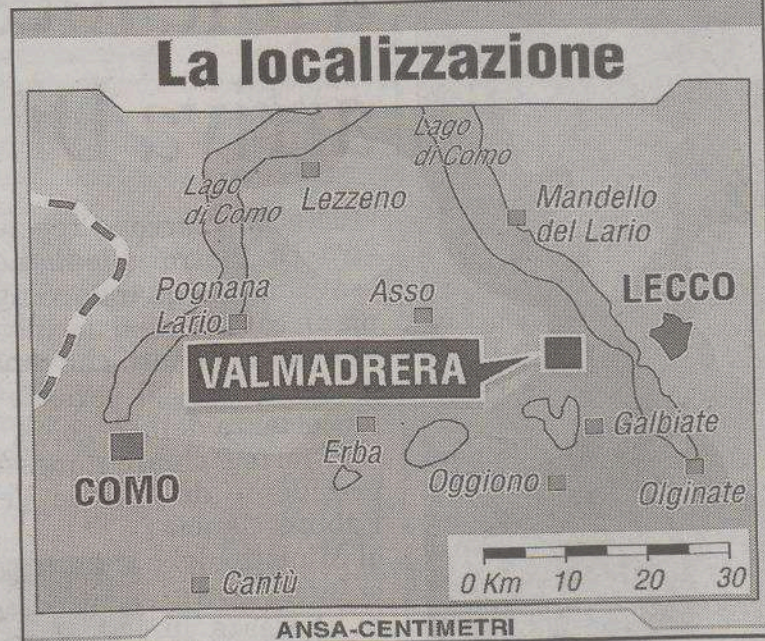 La localizzazione
Lago
di Como
Lago
di Como
Lezzeno
Mandello
del Lario
Pognana
Lario
Asso
LECCO
VALMADRERA
Galbiate
Erba
COMO
Oggiono
Olginate
Cantù
0 Km 10 20 30
ANSA-CENTIMETRI